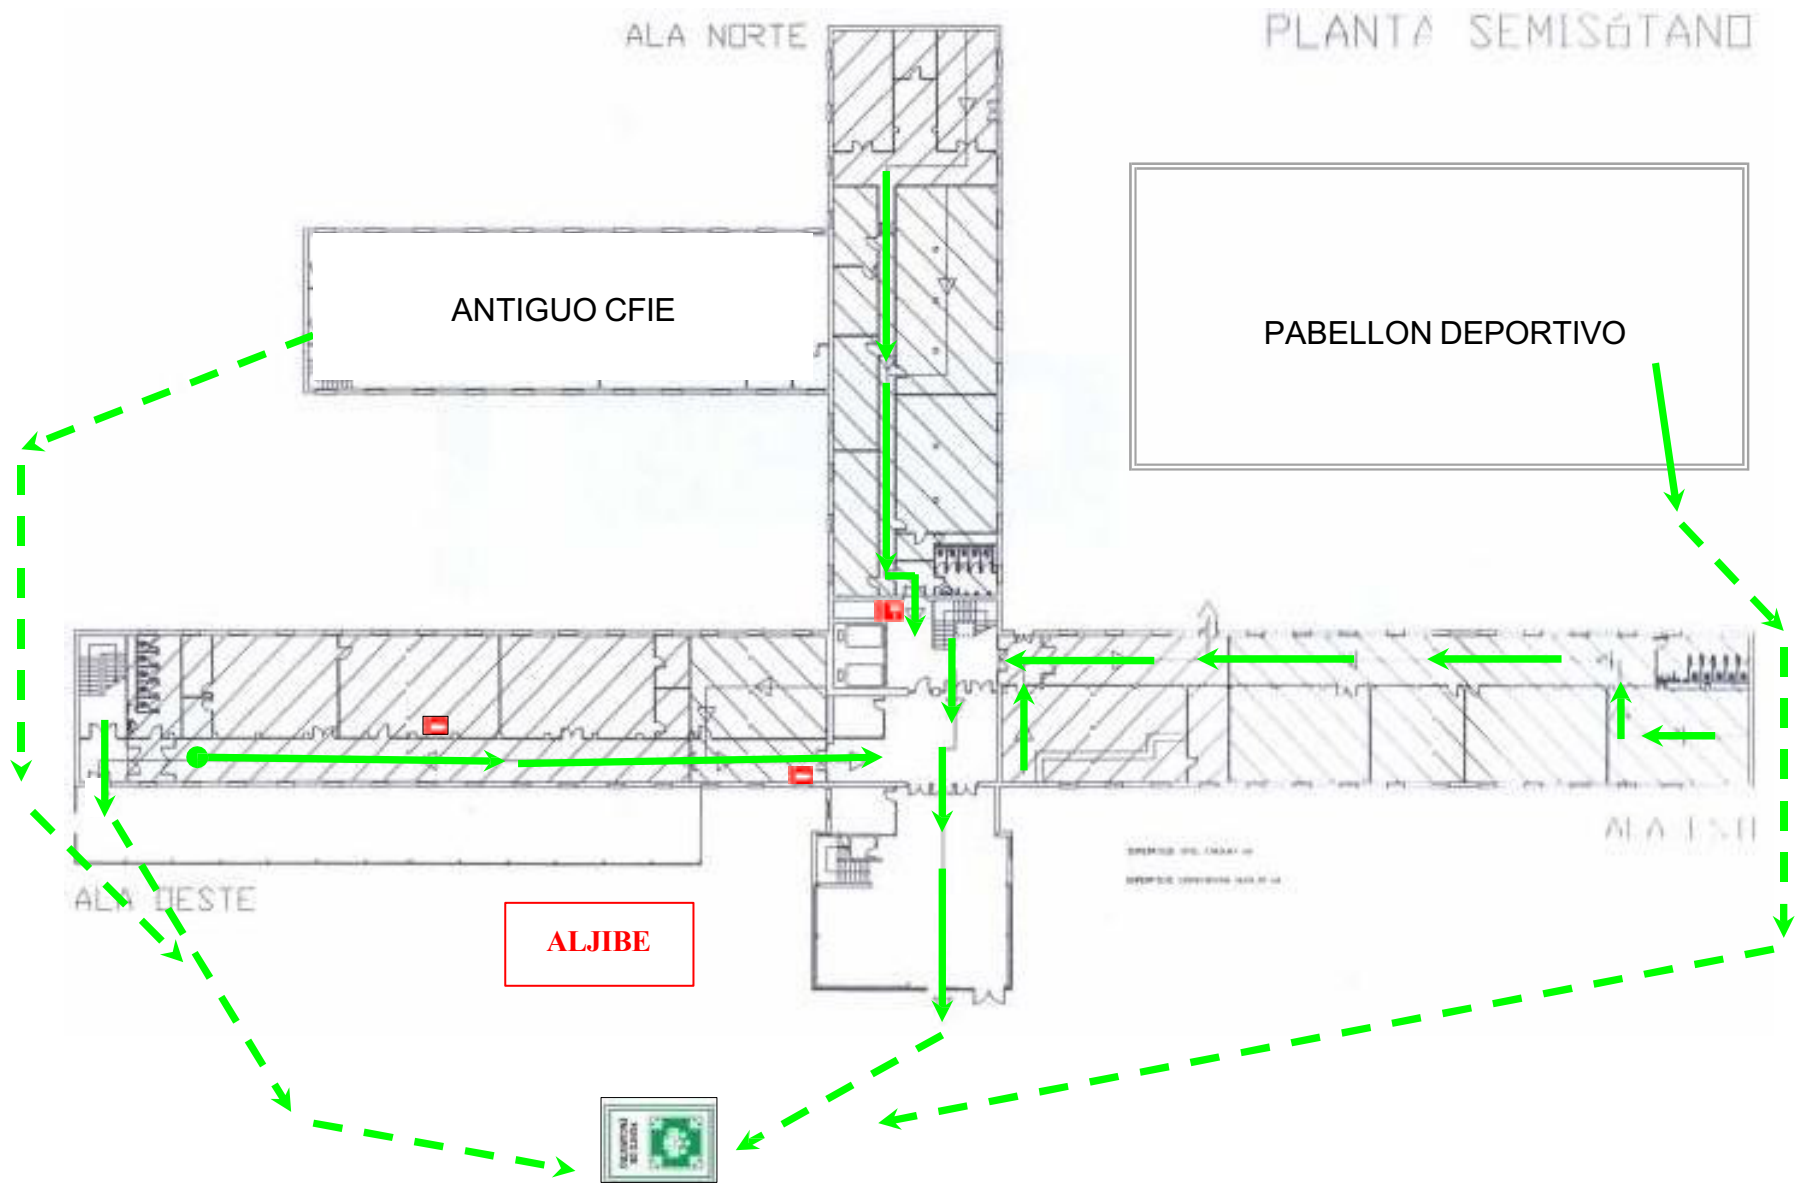 ALA NORTE
PLANTA SEMISóTANO
ANTIGUO CFIE
PABELLON DEPORTIVO
ALA OESTE
ALJIBE